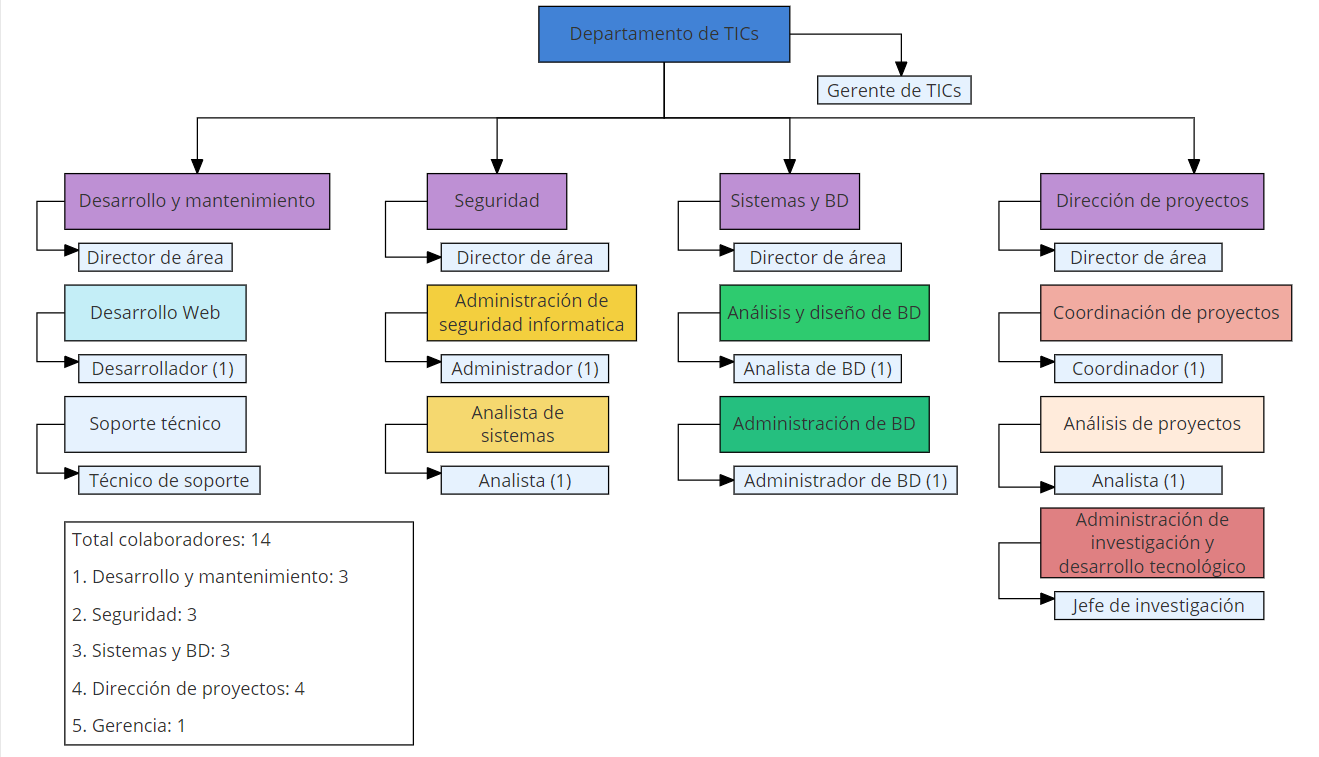 Departamento de TICs
Gerente de TICs
Desarrollo y mantenimiento
Director de área
Desarrollo Web
Desarrollador (1)
Soporte técnico
Técnico de soporte
Seguridad
Director de área
Administración de
seguridad informatica
Administrador (1)
Analista de
sistemas
Analista (1)
Sistemas y BD
Director de área
Análisis y diseño de BD
Analista de BD (1)
Administración de BD
Administrador de BD (1)
Dirección de proyectos
Director de área
Coordinación de proyectos
Coordinador (1)
Análisis de proyectos
Analista (1)
Administración de
investigación y
desarrollo tecnológico
Jefe de investigación
Total colaboradores: 14
1. Desarrollo y mantenimiento: 3
2. Seguridad: 3
3. Sistemas y BD: 3
4. Dirección de proyectos: 4
5. Gerencia: 1